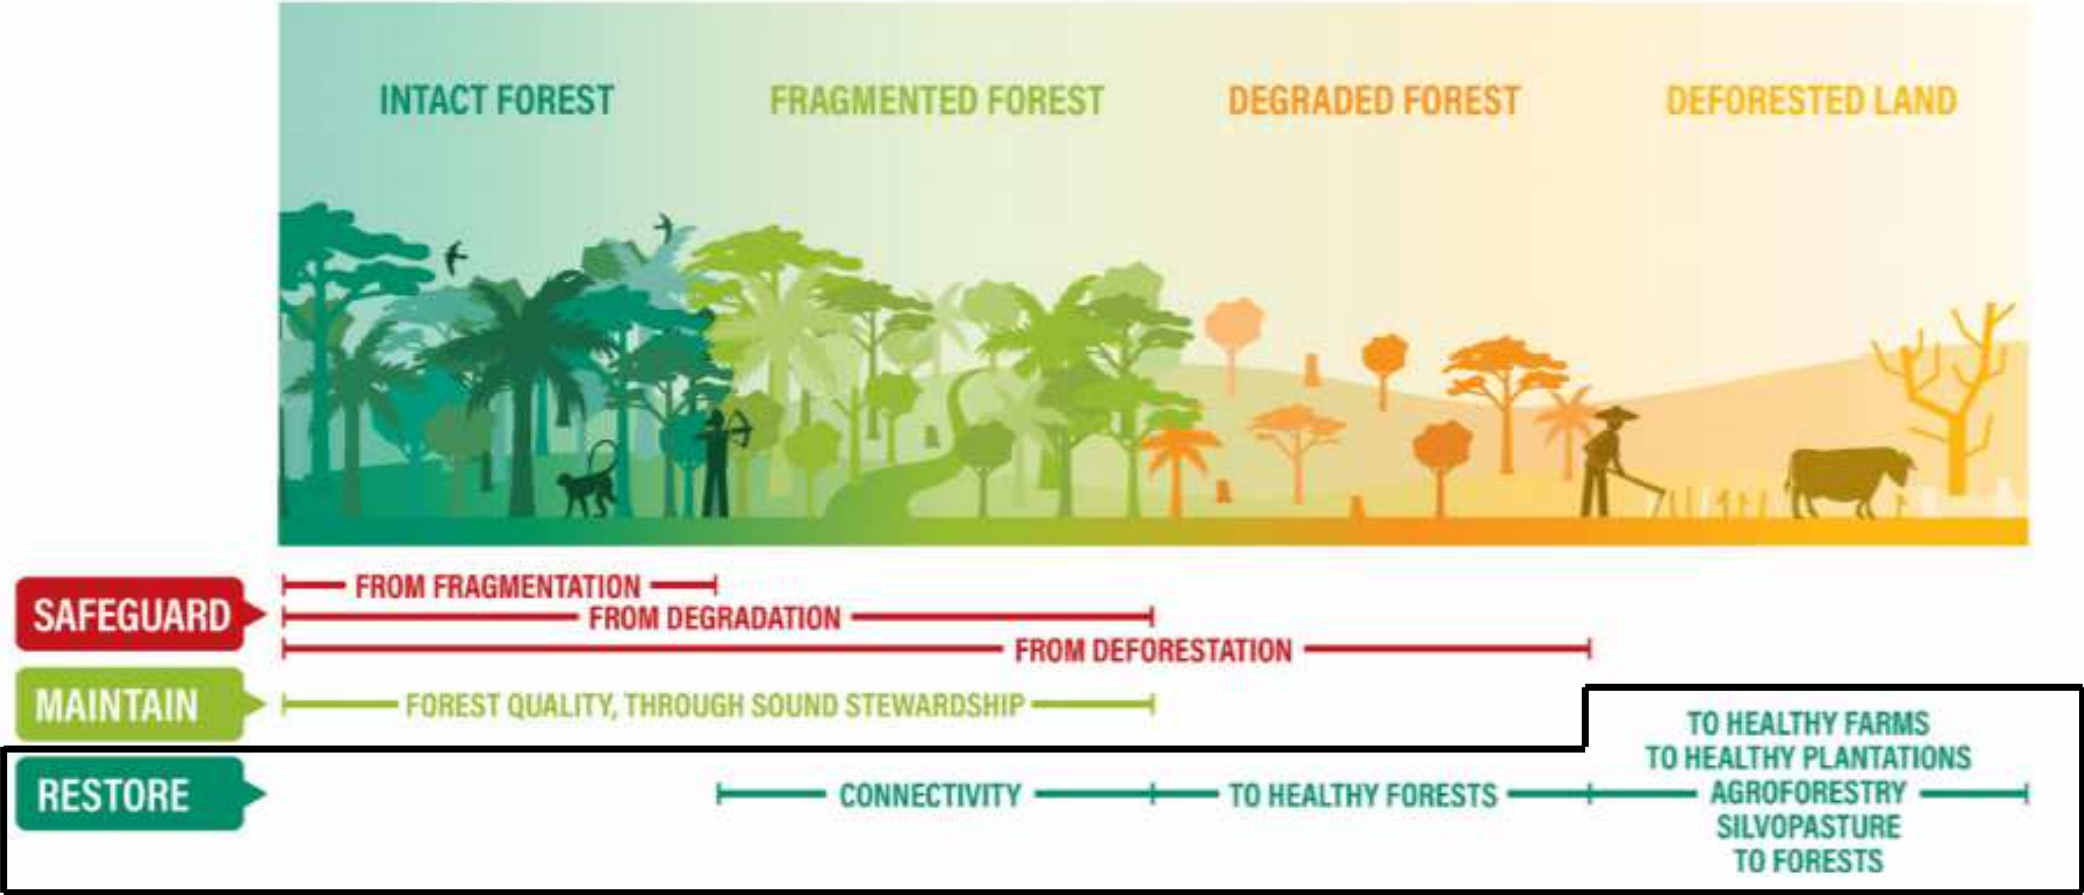 INTACT FOREST
FRAGMENTED FOREST
DEGRADED FOREST
DEFORESTED LAND
SAFEGUARD
FROM FRAGMENTATION
FROM DEGRADATION
FROM DEFORESTATION
MAINTAIN
FOREST QUALITY, THROUGH SOUND STEWARDSHIP
RESTORE
CONNECTIVITY
TO HEALTHY FORESTS
TO HEALTHY FARMS
TO HEALTHY PLANTATIONS
AGROFORESTRY
SILVOPASTURE
TO FORESTS